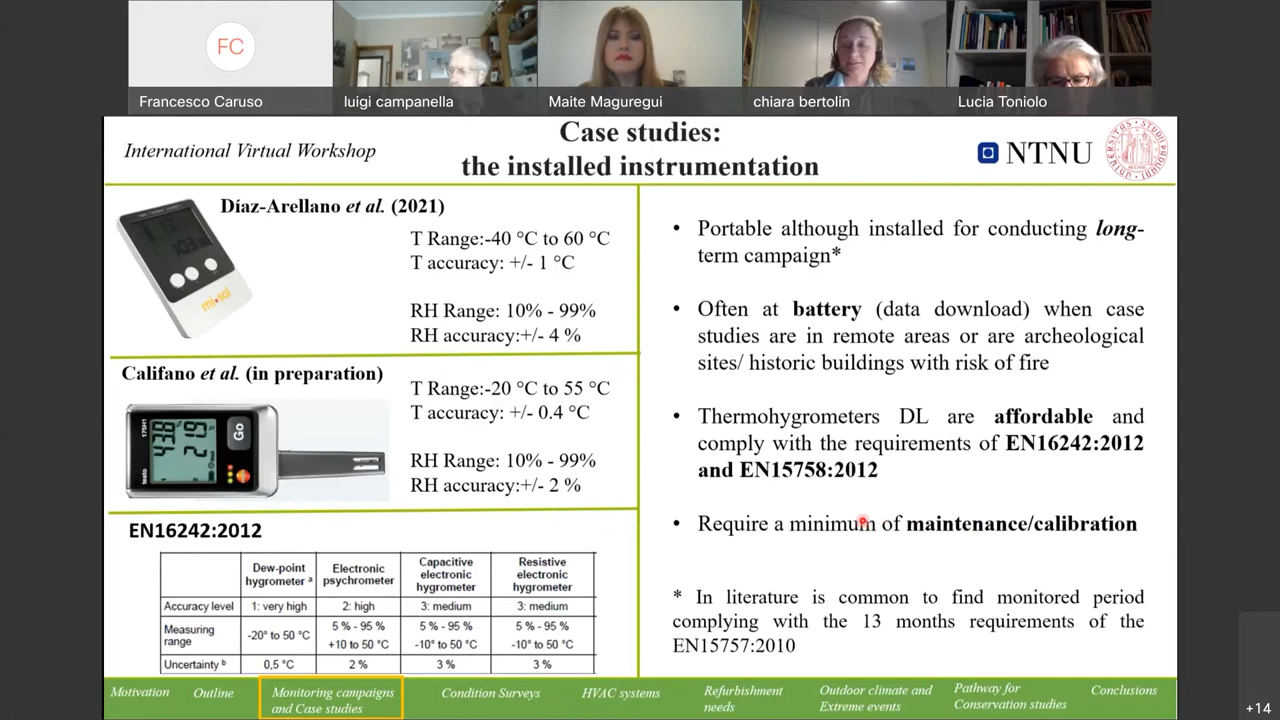 FC
Francesco Caruso
luigi campanella
Maite Maguregui
chiara bertolin
Lucia Toniolo
International Virtual Workshop
Case studies:
the installed instrumentation
NTNU
Díaz-Arellano et al. (2021)
T Range:-40 °C to 60 °C
T accuracy: +/- 1 °C
RH Range: 10% - 99%
RH accuracy:+/- 4 %
Califano et al. (in preparation)
T Range:-20 °C to 55 °C
T accuracy: +/- 0.4 °C
RH Range: 10% - 99%
RH accuracy:+/- 2 %
testo
Go
EN16242:2012
Dew-point hygrometer a
Electronic psychrometer
Capacitive electronic hygrometer
Resistive electronic hygrometer
Accuracy level 1: very high 2: high 3: medium 3: medium
Measuring range -20° to 50 °C 5 % - 95 % +10 to 50 °C 5 % - 95 % -10° to 50 °C 5 % - 95 % -10° to 50 °C
Uncertainty b 0,5 °C 2 % 3 % 3 %
• Portable although installed for conducting long-
term campaign*
• Often at battery (data download) when case
studies are in remote areas or are archeological
sites/ historic buildings with risk of fire
• Thermohygrometers DL are affordable and
comply with the requirements of EN16242:2012
and EN15758:2012
• Require a minimum of maintenance/calibration
* In literature is common to find monitored period
complying with the 13 months requirements of the
EN15757:2010
Motivation
Outline
Monitoring campaigns
and Case studies
Condition Surveys
HVAC systems
Refurbishment
needs
Outdoor climate and
Extreme events
Pathway for
Conservation studies
Conclusions
+14